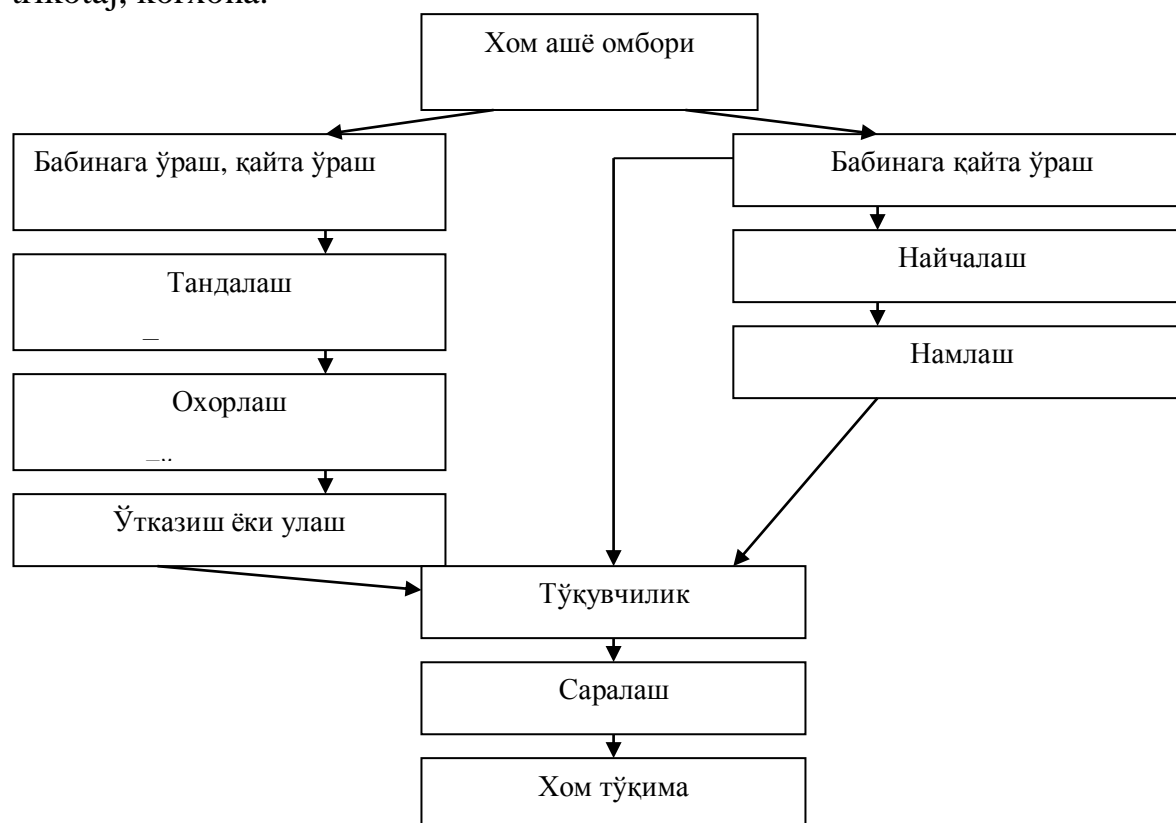 Хом ашё омбори
Бабинага ўраш, қайта ўраш
Бабинага қайта ўраш
Тандалаш
Найчалаш
Охорлаш
Намлаш
Ўтказиш ёки улаш
Тўқувчилик
Саралаш
Хом тўқима